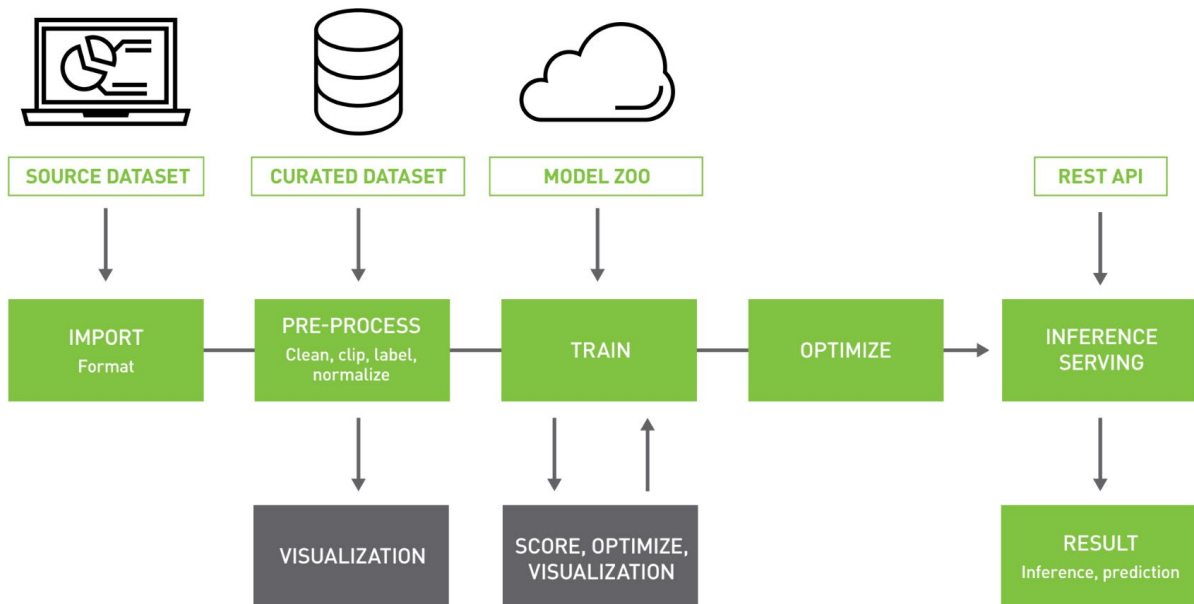 SOURCE DATASET
CURATED DATASET
MODEL ZOO
REST API
IMPORT
Format
PRE-PROCESS
Clean, clip, label,
normalize
TRAIN
OPTIMIZE
INFERENCE
SERVING
VISUALIZATION
SCORE, OPTIMIZE,
VISUALIZATION
RESULT
Inference, prediction